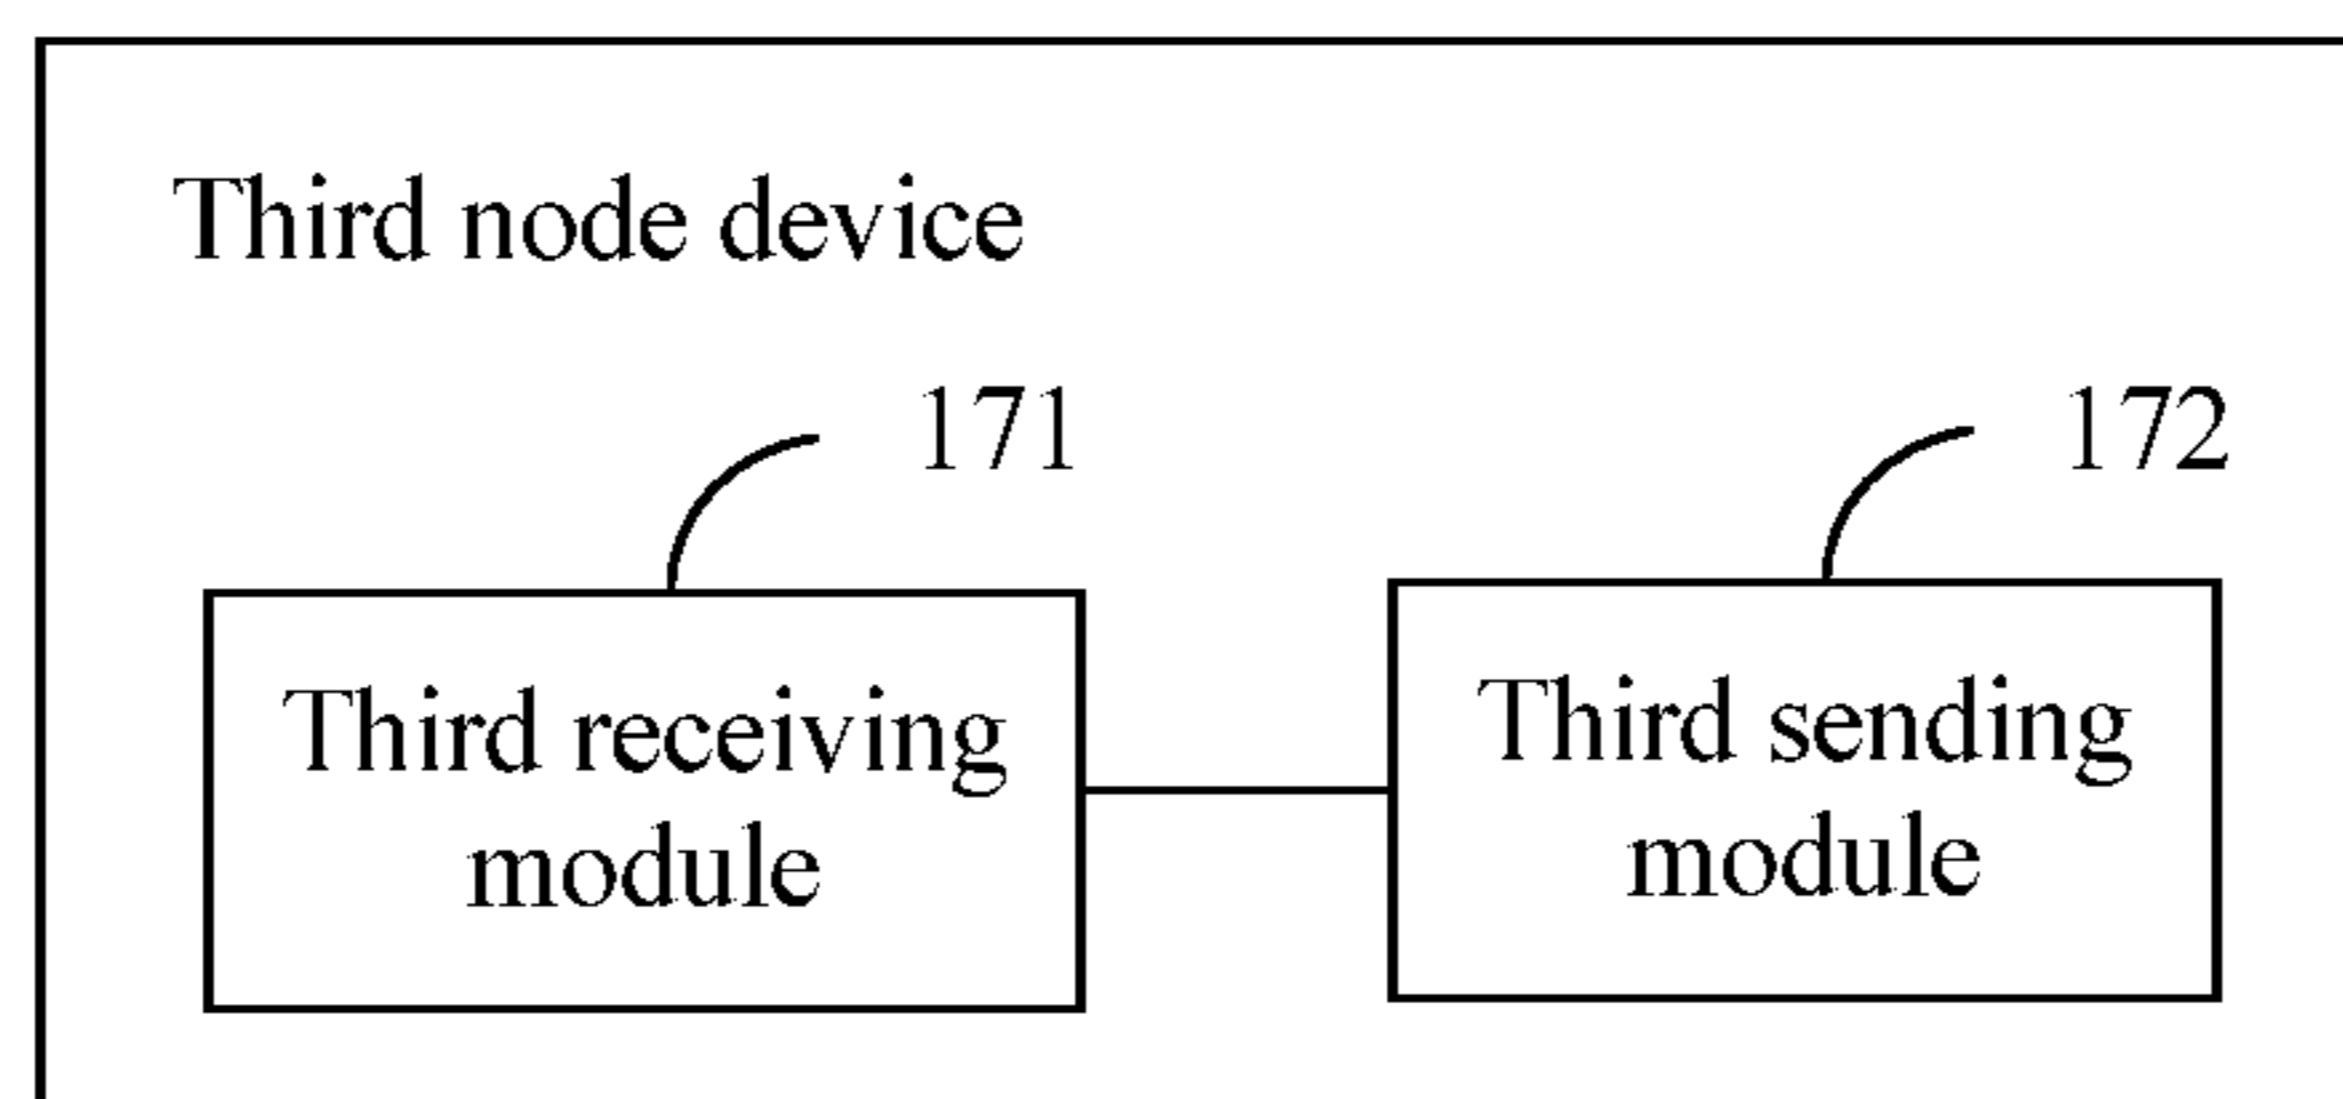 Third node device
171
172
Third receiving
module
Third sending
module